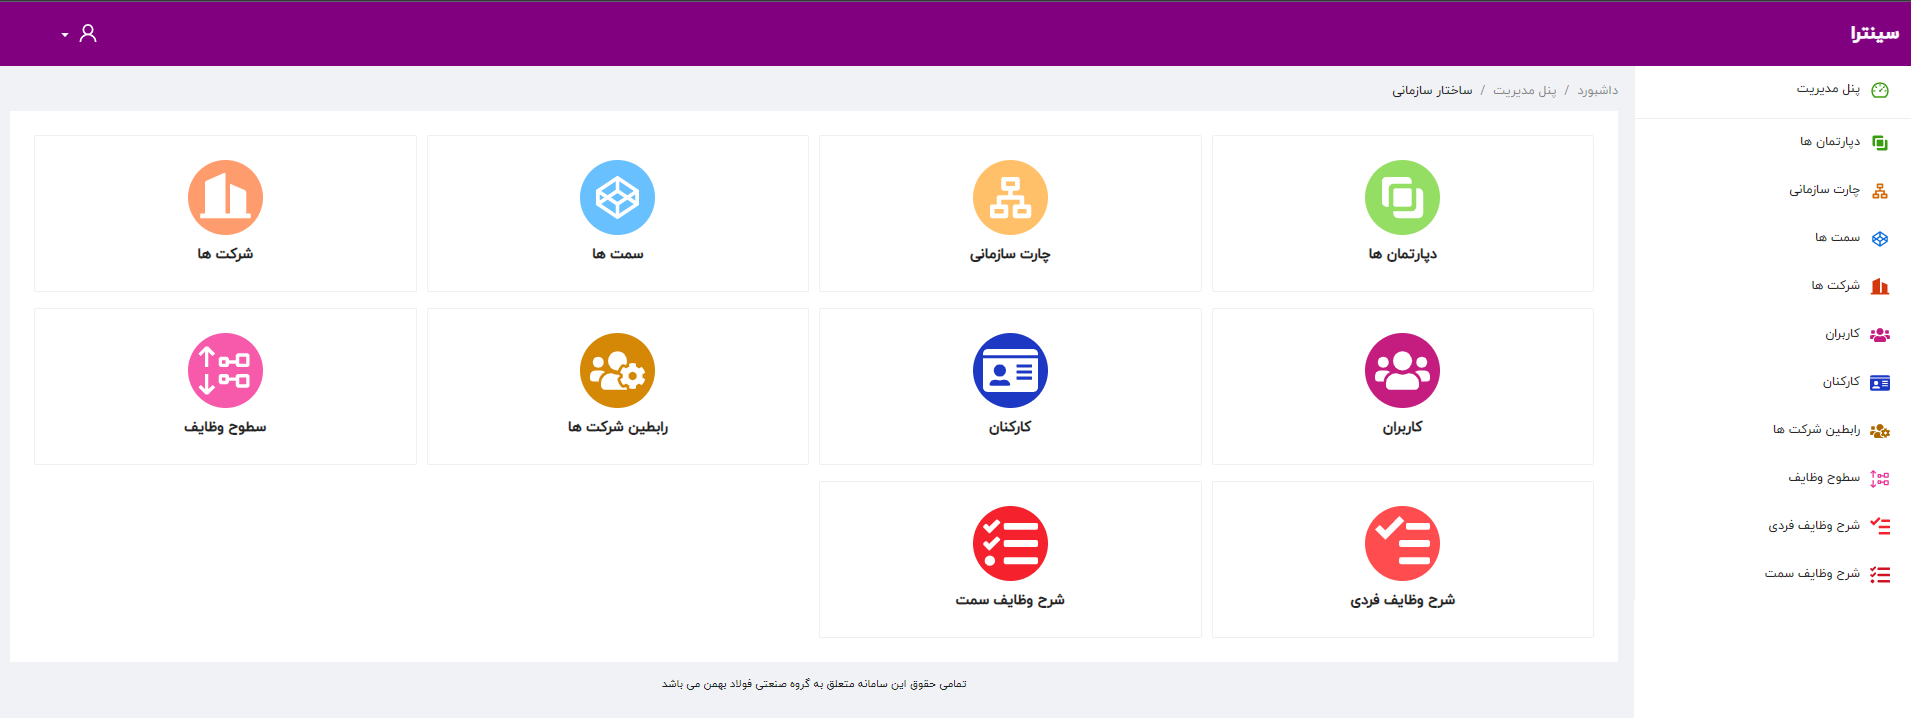 سینترا
پنل مدیریت
دپارتمان ها
چارت سازمانی
سمت ها
شرکت ها
کاربران
کارکنان
رابطین شرکت ها
سطوح وظایف
شرح وظایف فردی
شرح وظایف سمت
داشبورد / پنل مدیریت / ساختار سازمانی
دپارتمان ها
چارت سازمانی
سمت ها
شرکت ها
کاربران
کارکنان
رابطین شرکت ها
سطوح وظایف
شرح وظایف فردی
شرح وظایف سمت
تمامی حقوق این سامانه متعلق به گروه صنعتی فولاد بهمن می باشد